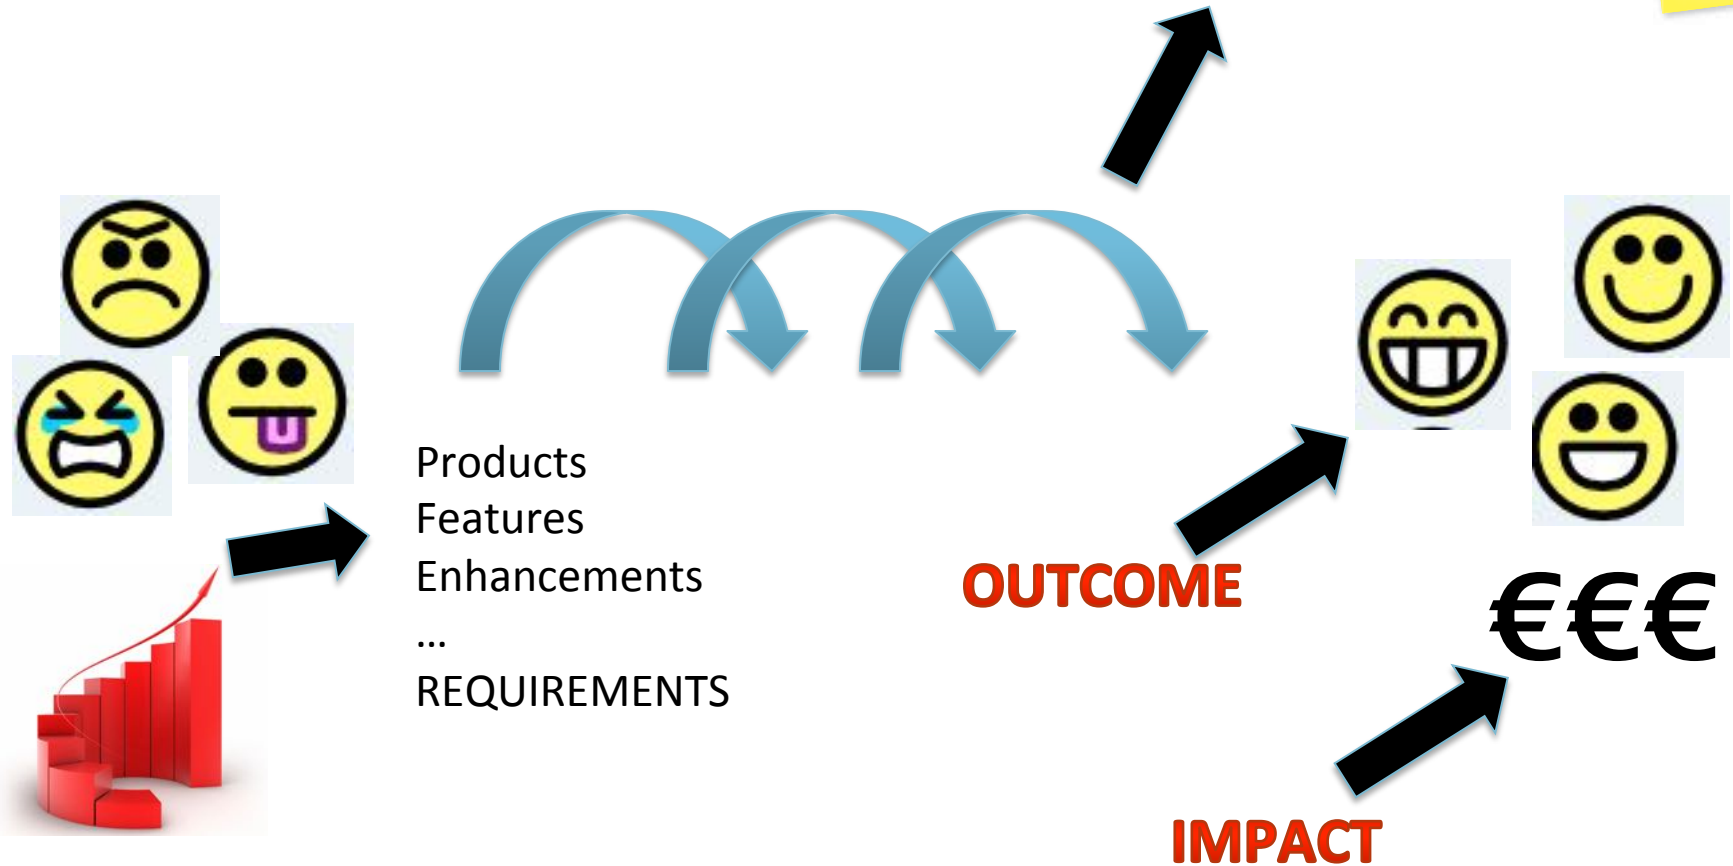 Products
Features
Enhancements
...
REQUIREMENTS
OUTCOME
€€€
IMPACT